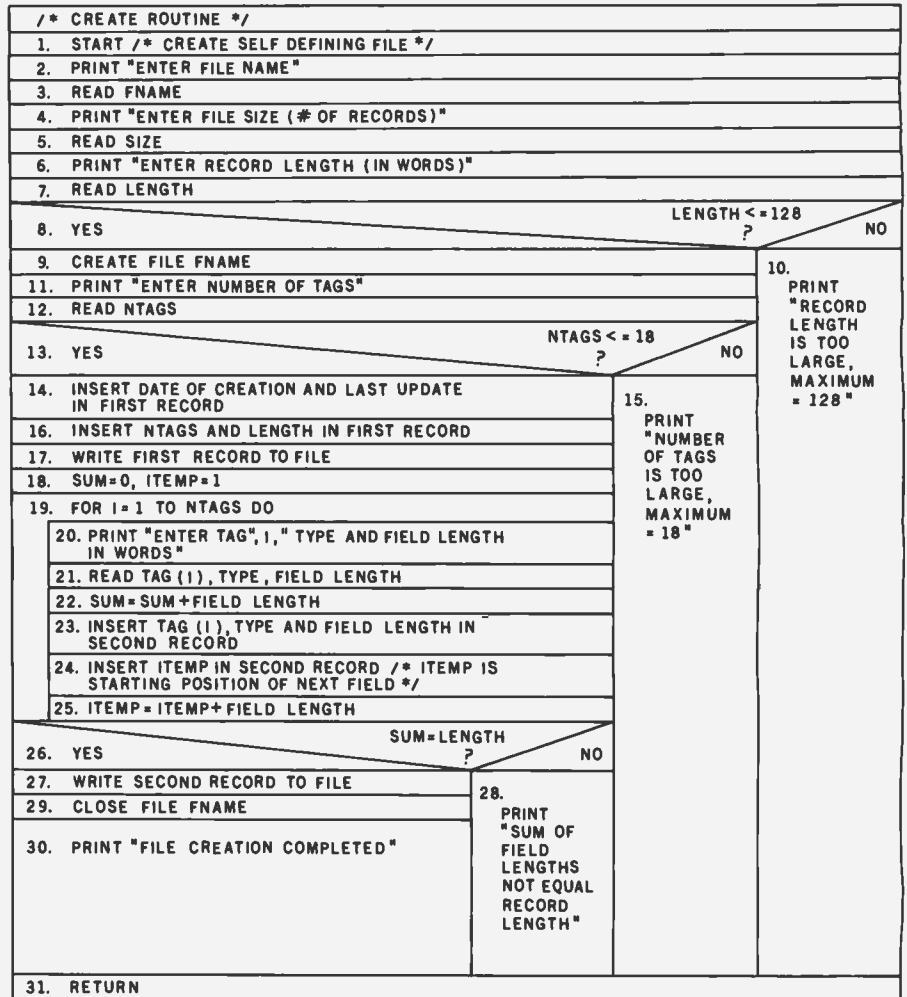 /* CREATE ROUTINE */
1. START /* CREATE SELF DEFINING FILE */
2. PRINT "ENTER FILE NAME"
3. READ FNAME
4. PRINT "ENTER FILE SIZE (# OF RECORDS)"
5. READ SIZE
6. PRINT "ENTER RECORD LENGTH (IN WORDS)"
7. READ LENGTH
LENGTH<=128
?
8. YES
NO
9. CREATE FILE FNAME
11. PRINT "ENTER NUMBER OF TAGS"
12. READ NTAGS
10.
PRINT
"RECORD
LENGTH
IS TOO
LARGE,
MAXIMUM
= 128"
NTAGS<=18
?
13. YES
NO
14. INSERT DATE OF CREATION AND LAST UPDATE
IN FIRST RECORD
16. INSERT NTAGS AND LENGTH IN FIRST RECORD
17. WRITE FIRST RECORD TO FILE
18. SUM=0, ITEMP=1
19. FOR I=1 TO NTAGS DO
20. PRINT "ENTER TAG", I, " TYPE AND FIELD LENGTH
IN WORDS"
21. READ TAG (I), TYPE, FIELD LENGTH
22. SUM=SUM+FIELD LENGTH
23. INSERT TAG (I), TYPE AND FIELD LENGTH IN
SECOND RECORD
24. INSERT ITEMP IN SECOND RECORD /* ITEMP IS
STARTING POSITION OF NEXT FIELD */
25. ITEMP=ITEMP+FIELD LENGTH
15.
PRINT
"NUMBER
OF TAGS
IS TOO
LARGE,
MAXIMUM
= 18"
SUM=LENGTH
?
26. YES
NO
27. WRITE SECOND RECORD TO FILE
29. CLOSE FILE FNAME
30. PRINT "FILE CREATION COMPLETED"
28.
PRINT
"SUM OF
FIELD
LENGTHS
NOT EQUAL
RECORD
LENGTH"
31. RETURN